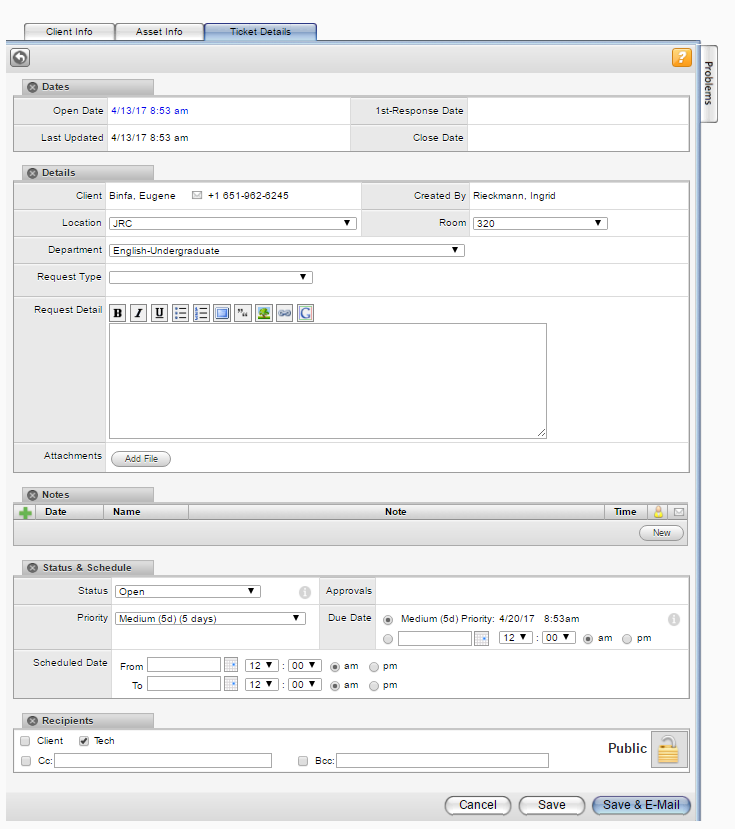 Client Info Asset Info Ticket Details
?
Problems
Dates
Open Date 4/13/17 8:53 am 1st-Response Date
Last Updated 4/13/17 8:53 am Close Date
Details
Client Binfa, Eugene +1 651-962-6245 Created By Rieckmann, Ingrid
Location JRC Room 320
Department English-Undergraduate
Request Type
Request Detail B I U G
Attachments Add File
Notes
Date Name Note Time
New
Status & Schedule
Status Open i Approvals
Priority Medium (5d) (5 days) Due Date Medium (5d) Priority: 4/20/17 8:53am i
12 : 00 am pm
Scheduled Date From 12 : 00 am pm
To 12 : 00 am pm
Recipients
Client Tech
Public
Cc: Bcc:
Cancel Save Save & E-Mail